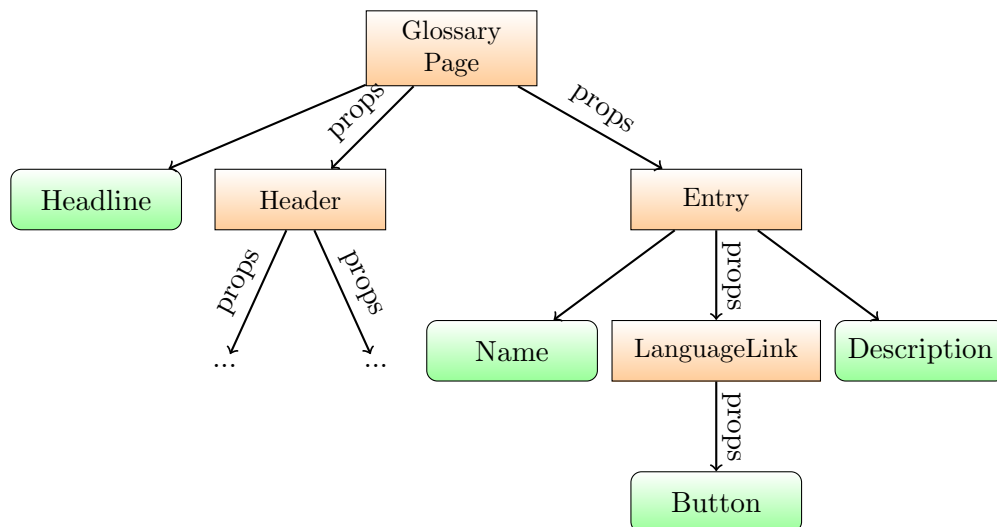 Glossary
Page
props
props
Headline
Header
Entry
props
props
props
...
...
Name
LanguageLink
Description
props
Button